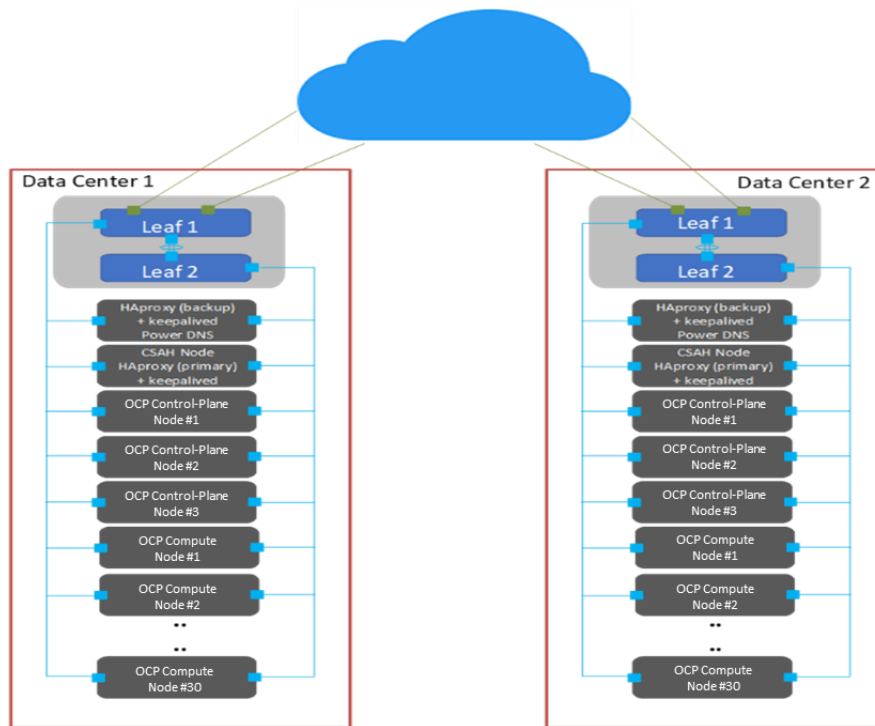 Data Center 1
Leaf 1
Leaf 2
HAproxy (backup)
+ keepalived
Power DNS
CSAH Node
HAproxy (primary)
+ keepalived
OCP Control-Plane
Node #1
OCP Control-Plane
Node #2
OCP Control-Plane
Node #3
OCP Compute
Node #1
OCP Compute
Node #2
OCP Compute
Node #30
Data Center 2
Leaf 1
Leaf 2
HAproxy (backup)
+ keepalived
Power DNS
CSAH Node
HAproxy (primary)
+ keepalived
OCP Control-Plane
Node #1
OCP Control-Plane
Node #2
OCP Control-Plane
Node #3
OCP Compute
Node #1
OCP Compute
Node #2
OCP Compute
Node #30